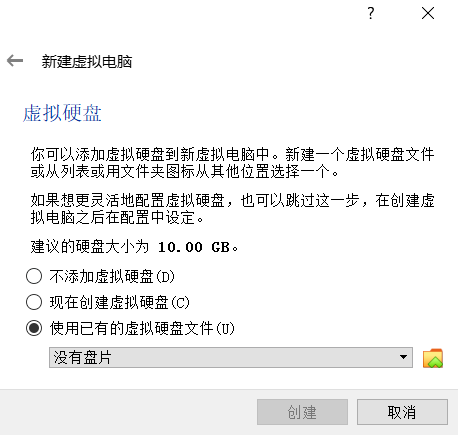 ?
新建虚拟电脑
虚拟硬盘
你可以添加虚拟硬盘到新虚拟电脑中。新建一个虚拟硬盘文件
或从列表或用文件夹图标从其他位置选择一个。
如果想更灵活地配置虚拟硬盘，也可以跳过这一步，在创建虚
拟电脑之后在配置中设定。
建议的硬盘大小为 10.00 GB。
不添加虚拟硬盘(D)
现在创建虚拟硬盘(C)
使用已有的虚拟硬盘文件(U)
没有盘片
创建 取消